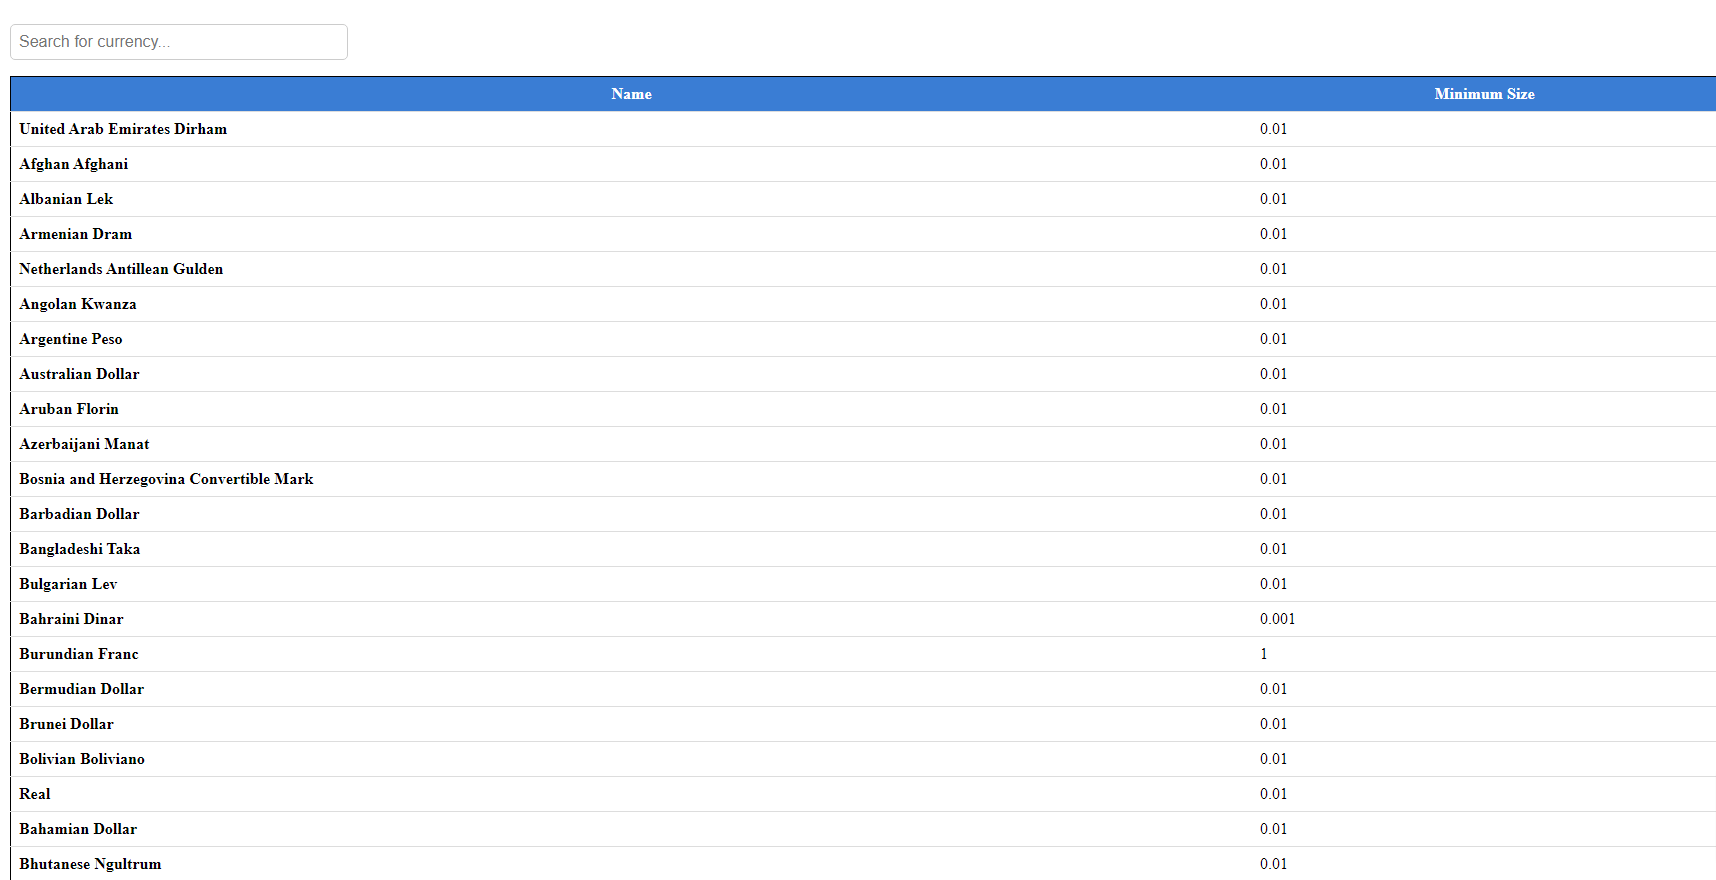 Search for currency...
Name Minimum Size
United Arab Emirates Dirham 0.01
Afghan Afghani 0.01
Albanian Lek 0.01
Armenian Dram 0.01
Netherlands Antillean Gulden 0.01
Angolan Kwanza 0.01
Argentine Peso 0.01
Australian Dollar 0.01
Aruban Florin 0.01
Azerbaijani Manat 0.01
Bosnia and Herzegovina Convertible Mark 0.01
Barbadian Dollar 0.01
Bangladeshi Taka 0.01
Bulgarian Lev 0.01
Bahraini Dinar 0.001
Burundian Franc 1
Bermudian Dollar 0.01
Brunei Dollar 0.01
Bolivian Boliviano 0.01
Real 0.01
Bahamian Dollar 0.01
Bhutanese Ngultrum 0.01